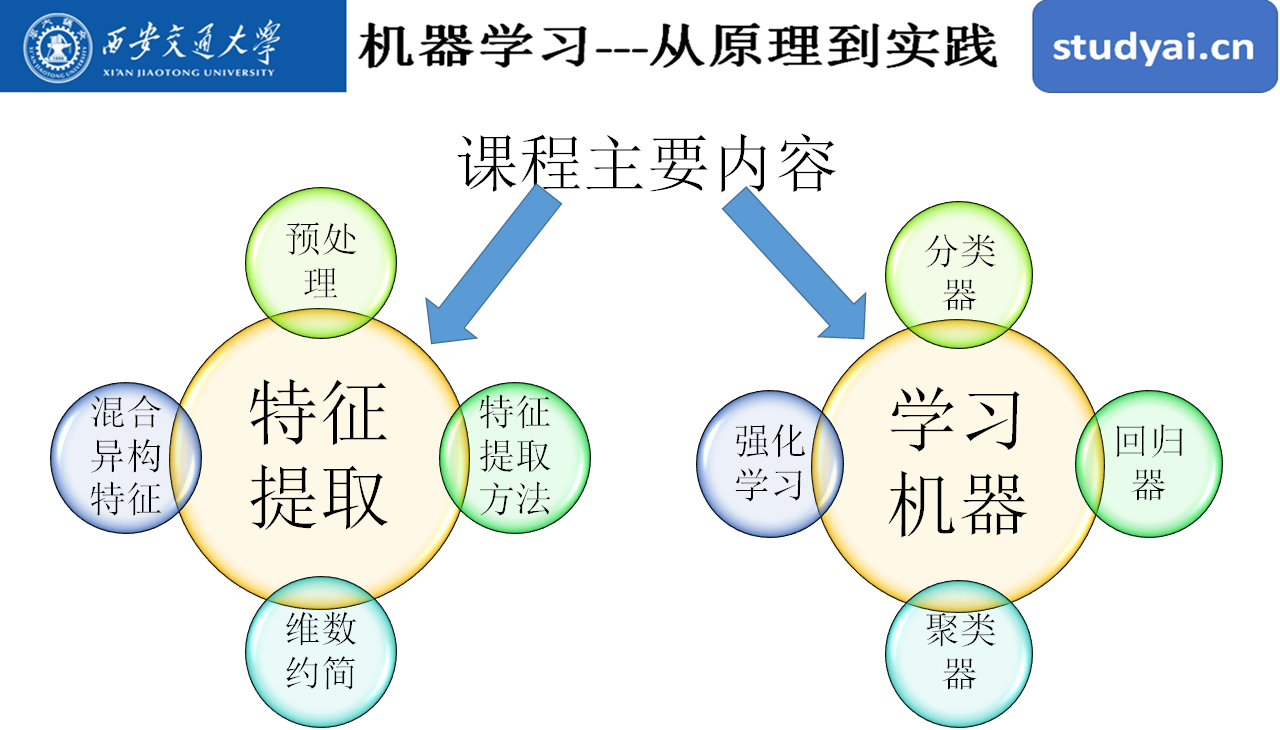 西安交通大学
XI'AN JIAOTONG UNIVERSITY
机器学习---从原理到实践
studyai.cn
课程主要内容
预处
理
混合
异构
特征
特征
提取
特征
提取
方法
维数
约简
分类
器
强化
学习
学习
机器
回归
器
聚类
器